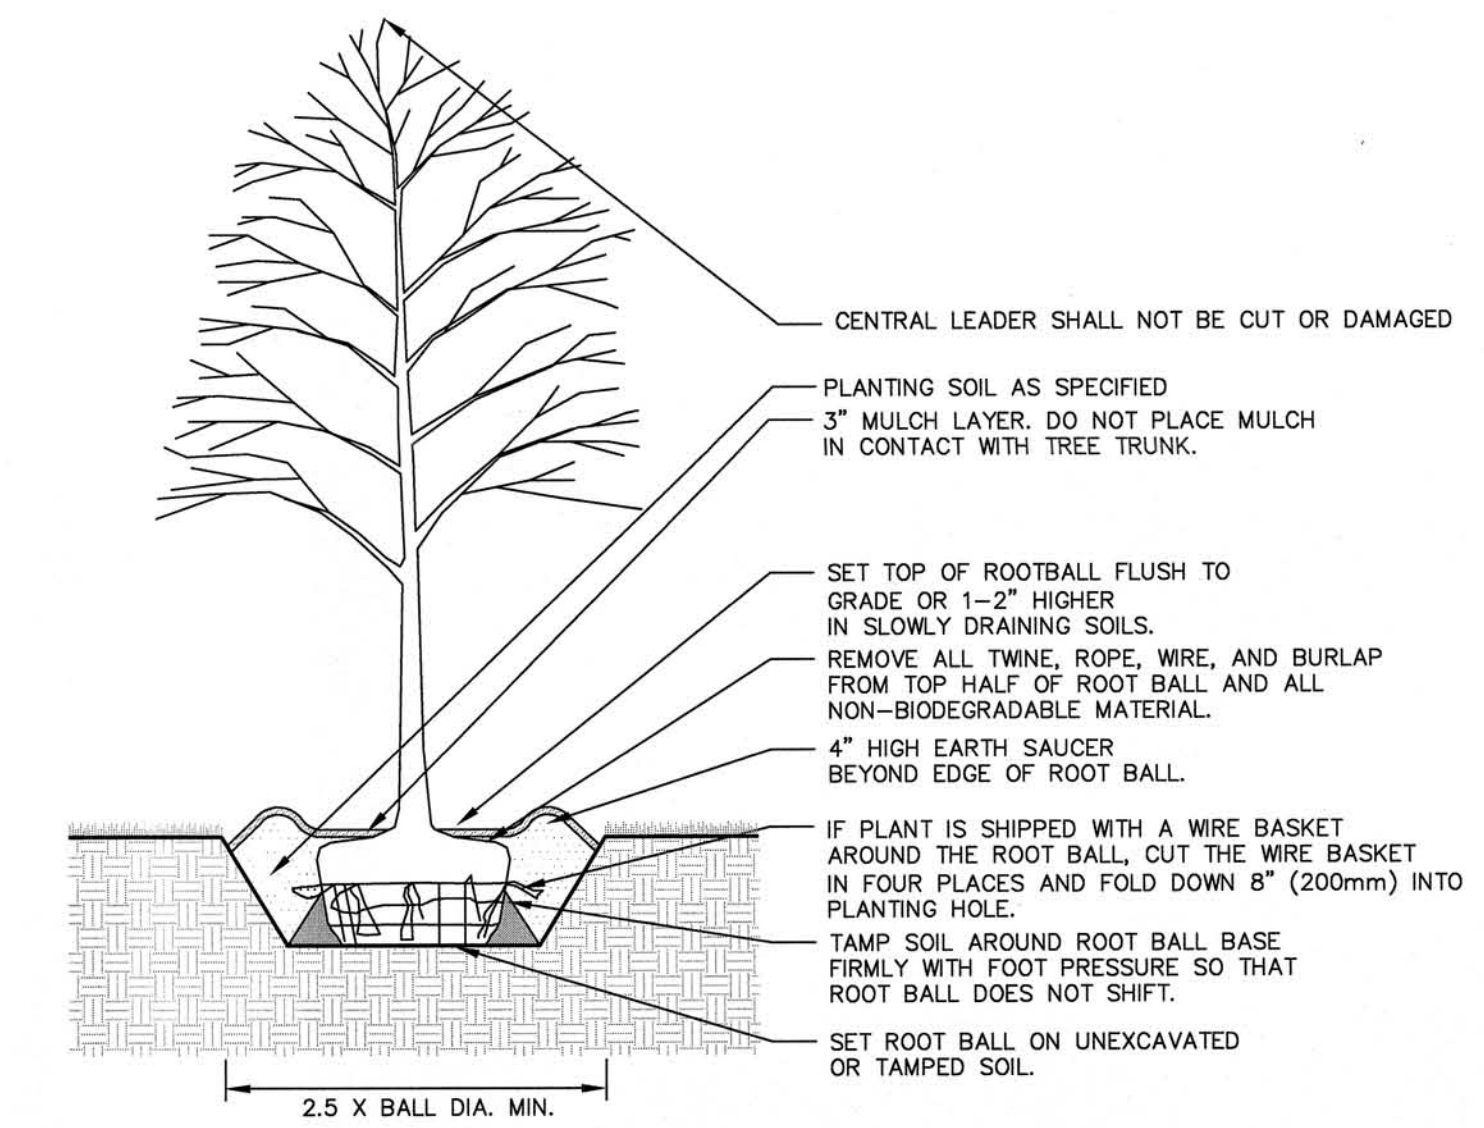 CENTRAL LEADER SHALL NOT BE CUT OR DAMAGED
PLANTING SOIL AS SPECIFIED
3" MULCH LAYER. DO NOT PLACE MULCH
IN CONTACT WITH TREE TRUNK.
SET TOP OF ROOTBALL FLUSH TO
GRADE OR 1-2" HIGHER
IN SLOWLY DRAINING SOILS.
REMOVE ALL TWINE, ROPE, WIRE, AND BURLAP
FROM TOP HALF OF ROOT BALL AND ALL
NON-BIODEGRADABLE MATERIAL.
4" HIGH EARTH SAUCER
BEYOND EDGE OF ROOT BALL.
IF PLANT IS SHIPPED WITH A WIRE BASKET
AROUND THE ROOT BALL, CUT THE WIRE BASKET
IN FOUR PLACES AND FOLD DOWN 8" (200mm) INTO
PLANTING HOLE.
TAMP SOIL AROUND ROOT BALL BASE
FIRMLY WITH FOOT PRESSURE SO THAT
ROOT BALL DOES NOT SHIFT.
SET ROOT BALL ON UNEXCAVATED
OR TAMPED SOIL.
2.5 X BALL DIA. MIN.